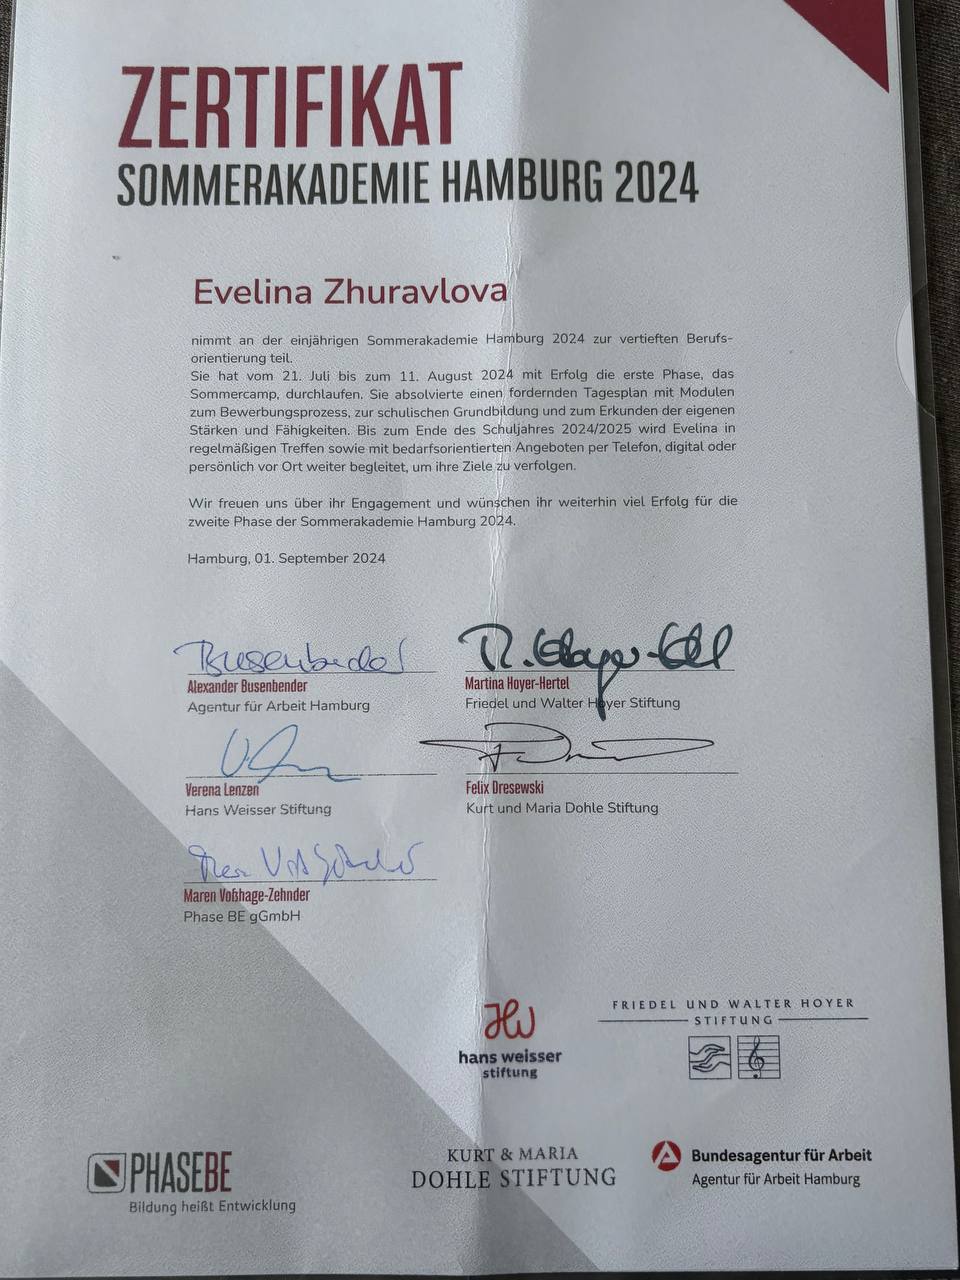 ZERTIFIKAT
SOMMERAKADEMIE HAMBURG 2024
Evelina Zhuravlova
nimmt an der einjährigen Sommerakademie Hamburg 2024 zur vertieften Berufs-
orientierung teil.
Sie hat vom 21. Juli bis zum 11. August 2024 mit Erfolg die erste Phase, das
Sommercamp, durchlaufen. Sie absolvierte einen fordernden Tagesplan mit Modulen
zum Bewerbungsprozess, zur schulischen Grundbildung und zum Erkunden der eigenen
Stärken und Fähigkeiten. Bis zum Ende des Schuljahres 2024/2025 wird Evelina in
regelmäßigen Treffen sowie mit bedarfsorientierten Angeboten per Telefon, digital oder
persönlich vor Ort weiter begleitet, um ihre Ziele zu verfolgen.
Wir freuen uns über ihr Engagement und wünschen ihr weiterhin viel Erfolg für die
zweite Phase der Sommerakademie Hamburg 2024.
Hamburg, 01. September 2024
Busenbender
Alexander Busenbender
Agentur für Arbeit Hamburg
Martina Hoyer-Hertel
Friedel und Walter Hoyer Stiftung
Verena Lenzen
Hans Weisser Stiftung
Felix Dresewski
Kurt und Maria Dohle Stiftung
Maren Voßhage-Zehnder
Phase BE gGmbH
HW
hans weisser
stiftung
FRIEDEL UND WALTER HOYER
STIFTUNG
PHASEBE
Bildung heißt Entwicklung
KURT & MARIA
DOHLE STIFTUNG
Bundesagentur für Arbeit
Agentur für Arbeit Hamburg